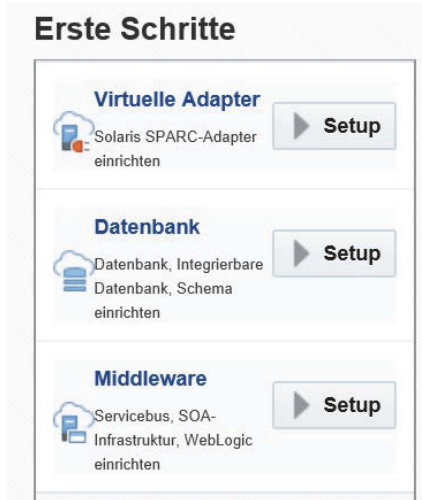 Erste Schritte
Virtuelle Adapter
Solaris SPARC-Adapter
einrichten
Setup
Datenbank
Datenbank, Integrierbare
Datenbank, Schema
einrichten
Setup
Middleware
Servicebus, SOA-
Infrastruktur, WebLogic
einrichten
Setup